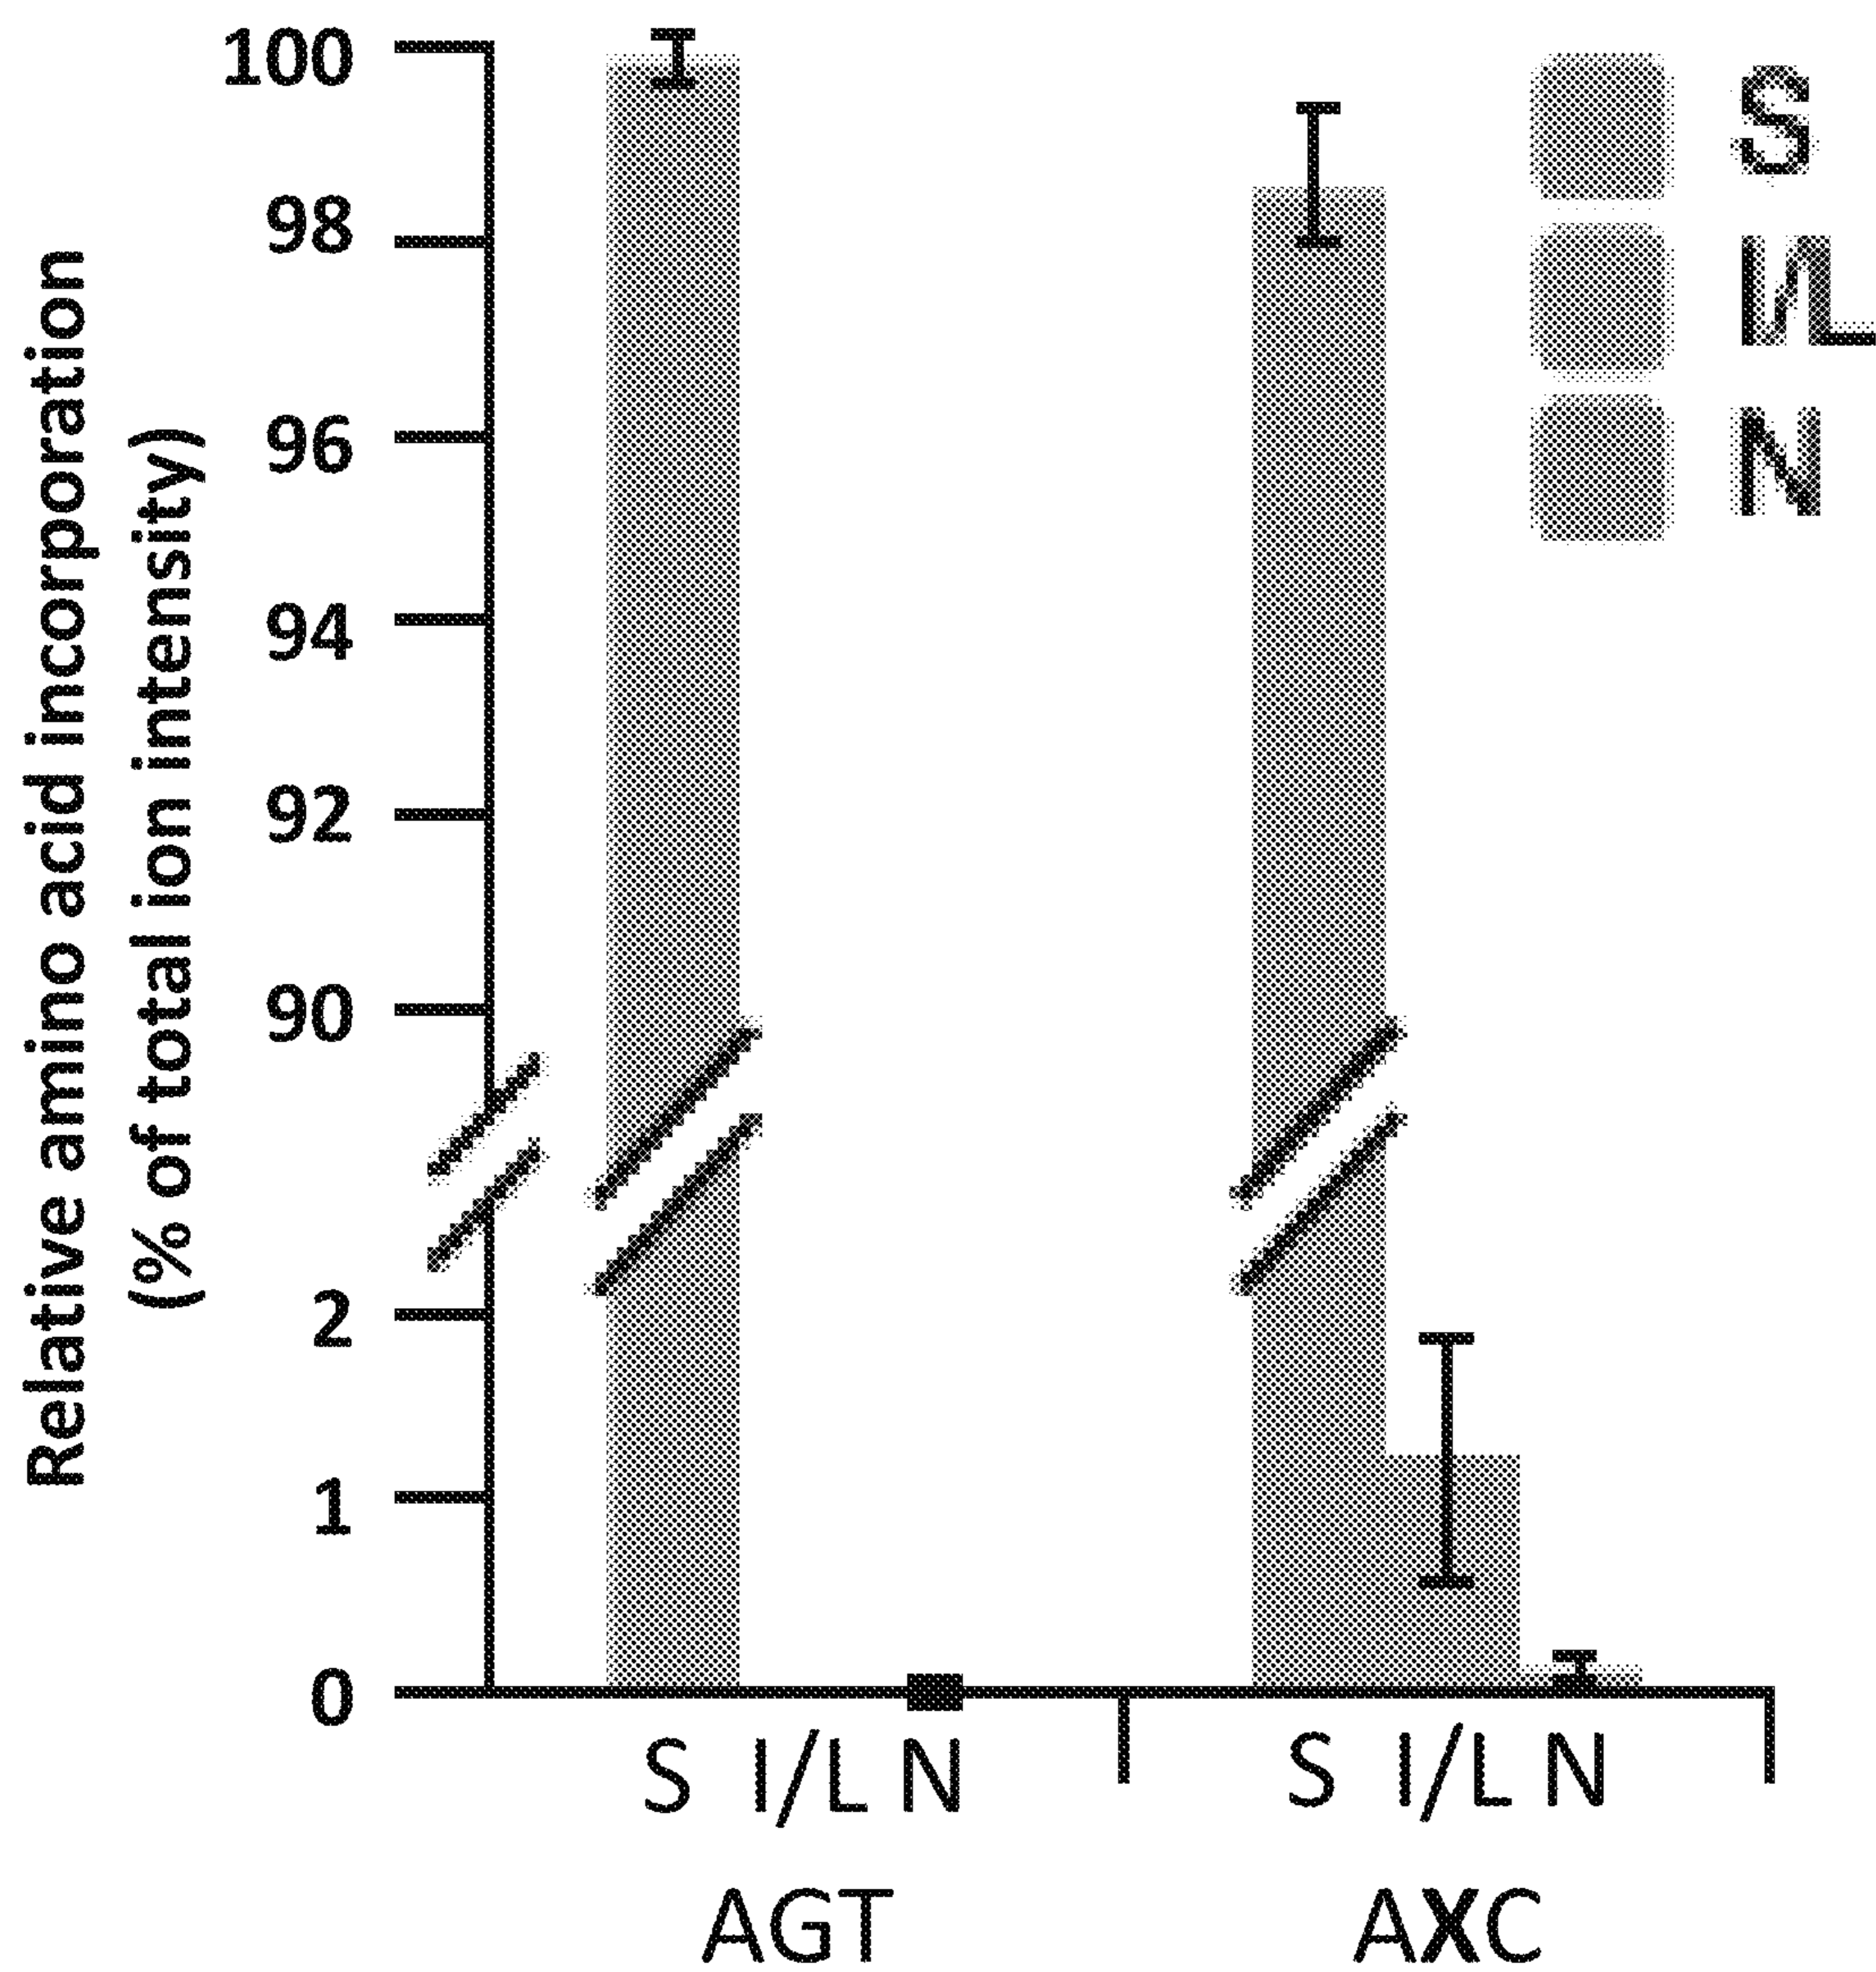 Relative amino acid incorporation
(% of total ion intensity)
100
98
96
94
92
90
2
1
0
S
I/L
N
S I/L N
S I/L N
AGT
AXC